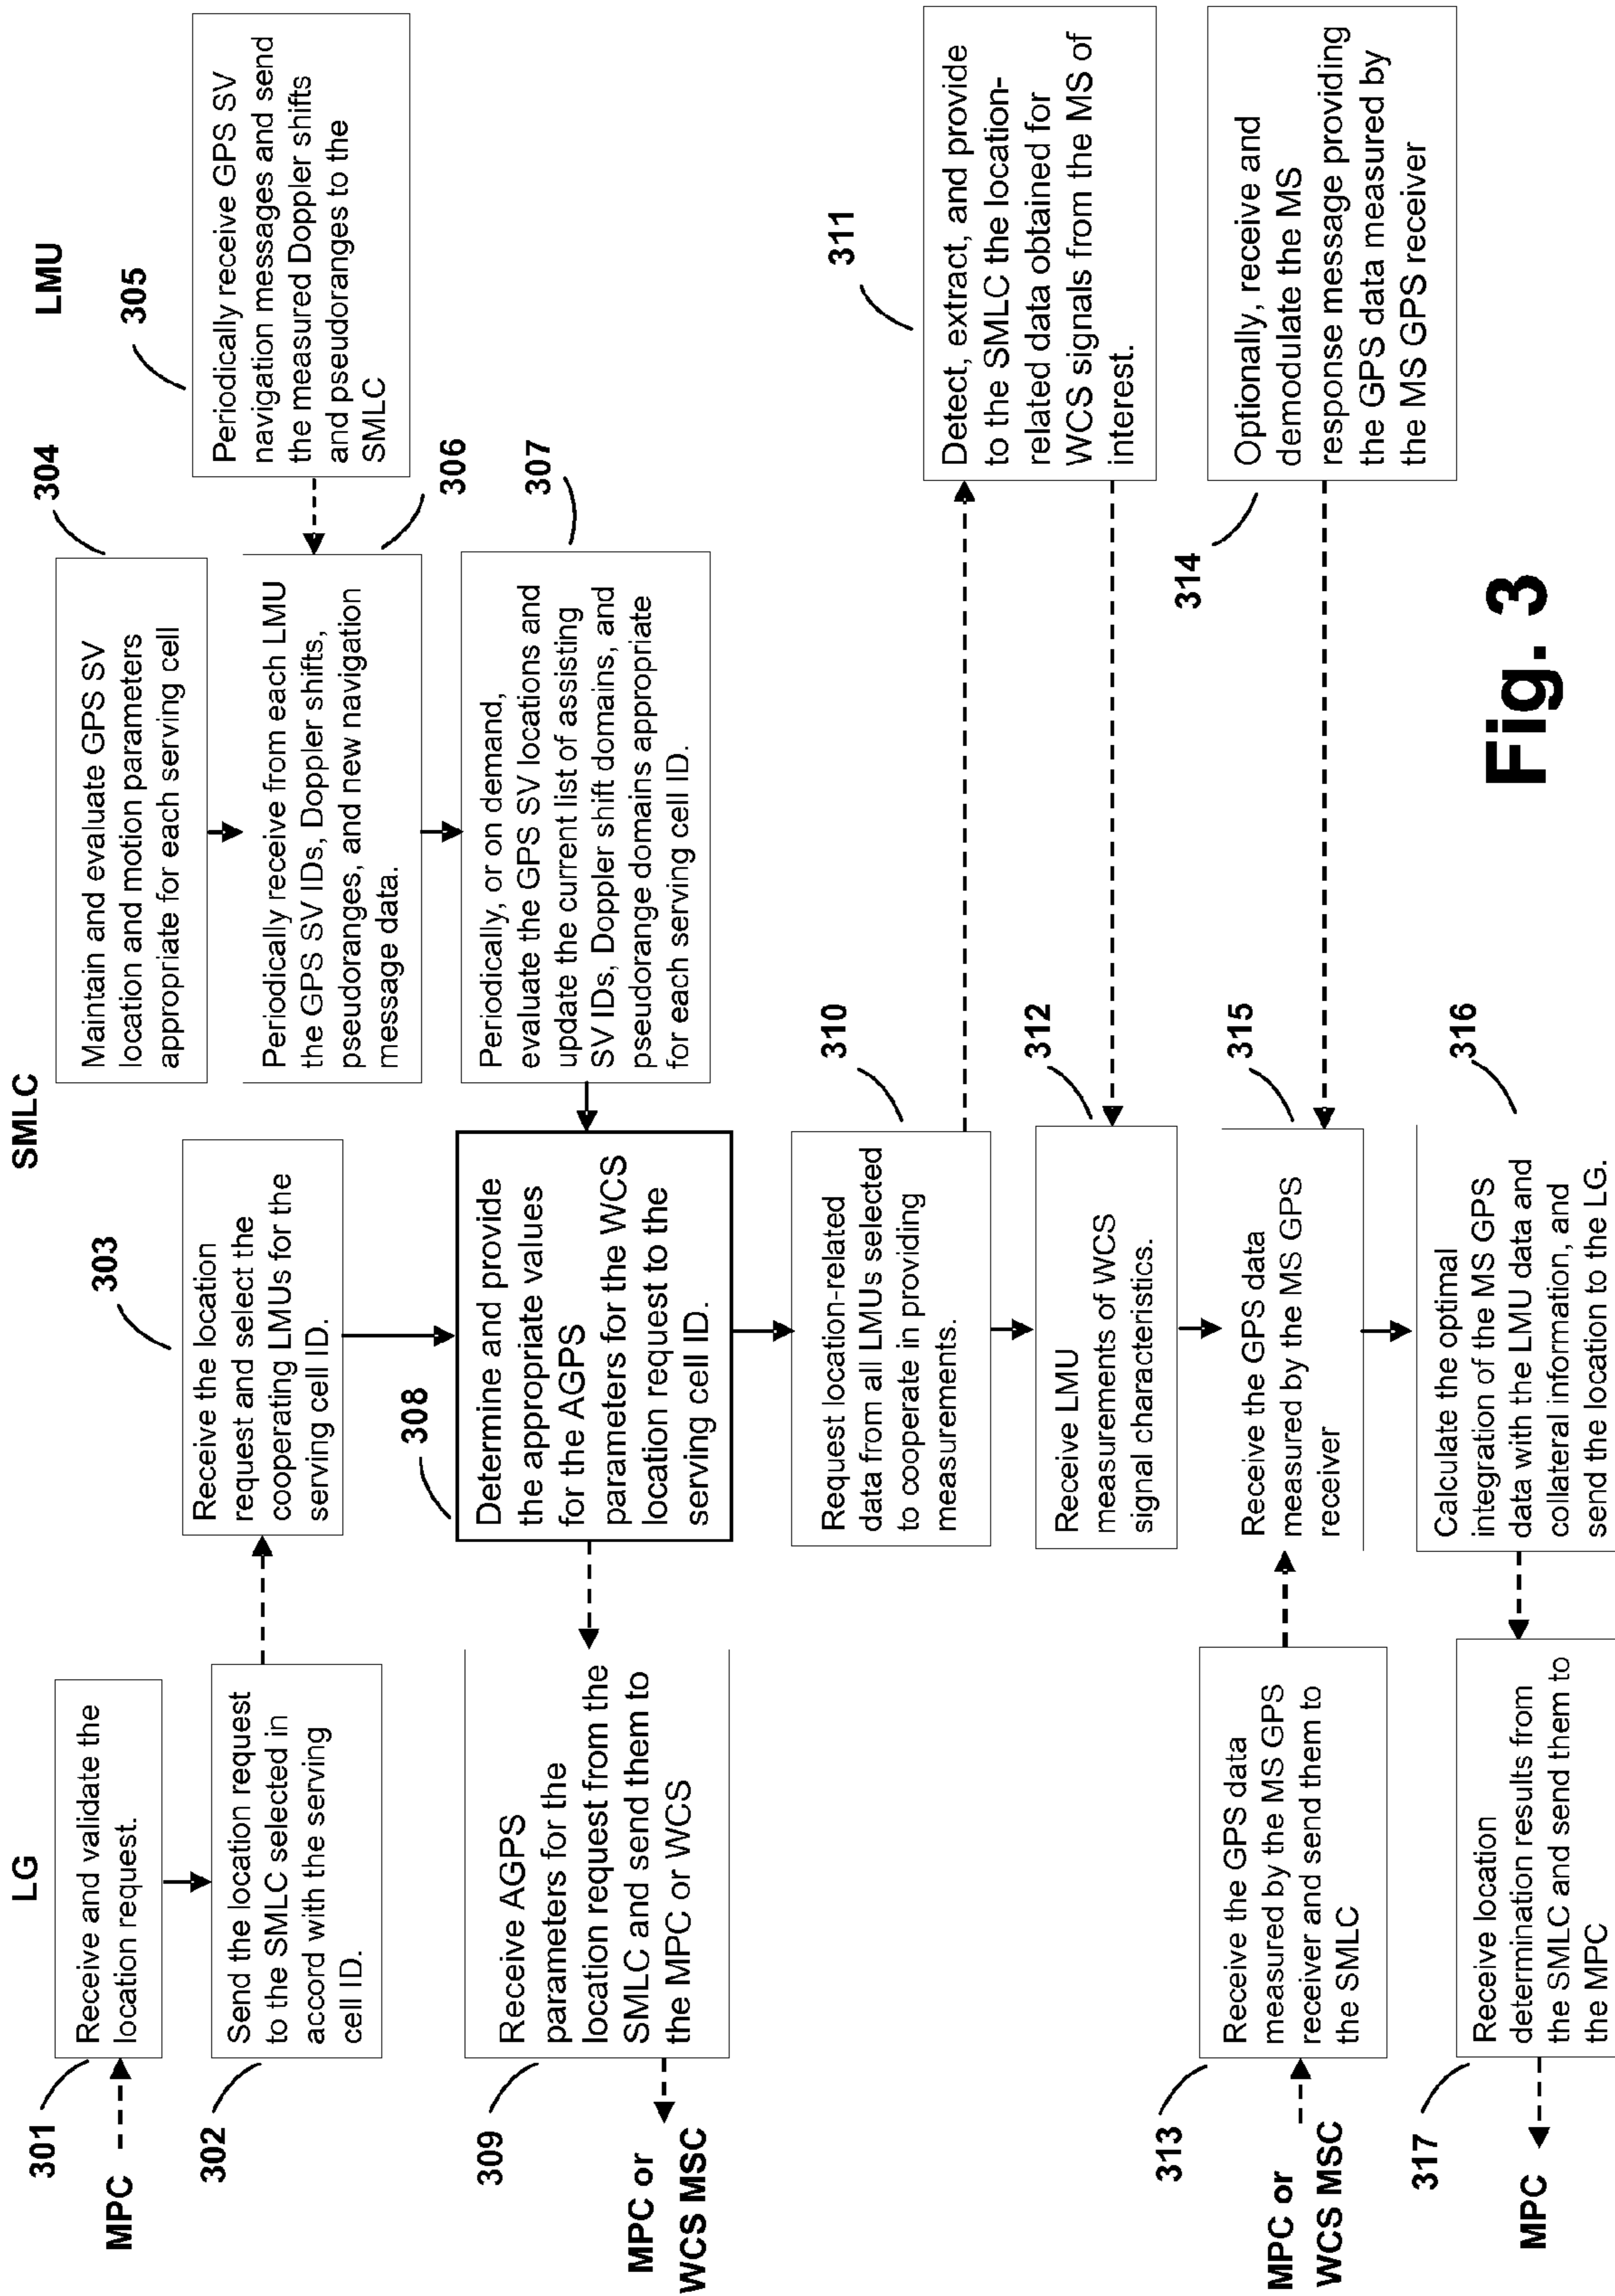 LG
SMLC
LMU
301
Receive and validate the
location request.
MPC
302
Send the location request
to the SMLC selected in
accord with the serving
cell ID.
303
Receive the location
request and select the
cooperating LMUs for the
serving cell ID.
304
Maintain and evaluate GPS SV
location and motion parameters
appropriate for each serving cell
305
Periodically receive GPS SV
navigation messages and send
the measured Doppler shifts
and pseudoranges to the
SMLC
306
Periodically receive from each LMU
the GPS SV IDs, Doppler shifts,
pseudoranges, and new navigation
message data.
307
Periodically, or on demand,
evaluate the GPS SV locations and
update the current list of assisting
SV IDs, Doppler shift domains, and
pseudorange domains appropriate
for each serving cell ID.
308
Determine and provide
the appropriate values
for the AGPS
parameters for the WCS
location request to the
serving cell ID.
309
Receive AGPS
parameters for the
location request from the
SMLC and send them to
the MPC or WCS
MPC or
WCS MSC
310
Request location-related
data from all LMUs selected
to cooperate in providing
measurements.
311
Detect, extract, and provide
to the SMLC the location-
related data obtained for
WCS signals from the MS of
interest.
312
Receive LMU
measurements of WCS
signal characteristics.
313
Receive the GPS data
measured by the MS GPS
receiver and send them to
the SMLC
MPC or
WCS MSC
314
Optionally, receive and
demodulate the MS
response message providing
the GPS data measured by
the MS GPS receiver
315
Receive the GPS data
measured by the MS GPS
receiver
316
Calculate the optimal
integration of the MS GPS
data with the LMU data and
collateral information, and
send the location to the LG.
317
Receive location
determination results from
the SMLC and send them to
the MPC
MPC
Fig. 3